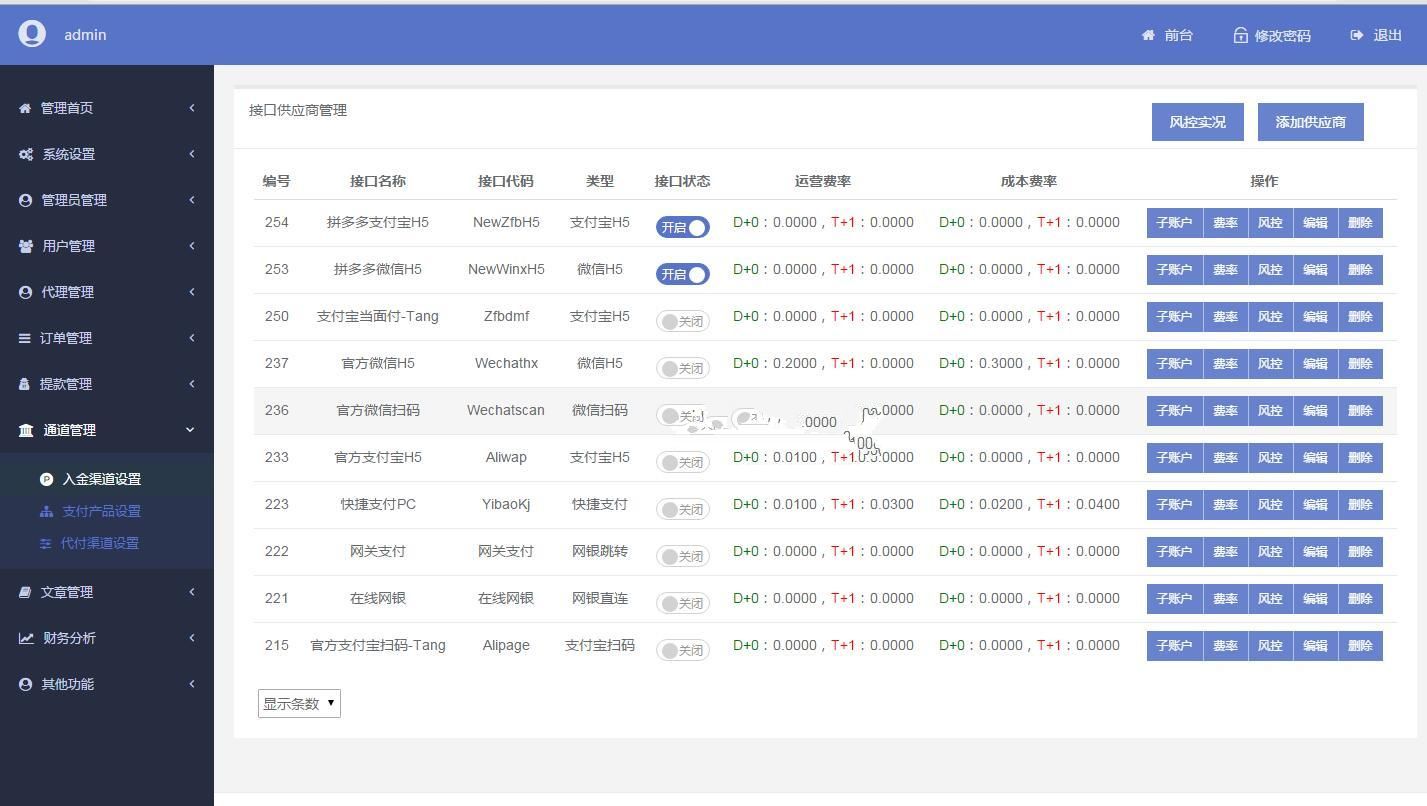 admin
前台 修改密码 退出
管理首页
系统设置
管理员管理
用户管理
代理管理
订单管理
提款管理
通道管理
入金渠道设置
支付产品设置
代付渠道设置
文章管理
财务分析
其他功能
接口供应商管理
风控实况 添加供应商
编号 接口名称 接口代码 类型 接口状态 运营费率 成本费率 操作
254 拼多多支付宝H5 NewZfbH5 支付宝H5 开启 D+0：0.0000，T+1：0.0000 D+0：0.0000，T+1：0.0000 子账户 费率 风控 编辑 删除
253 拼多多微信H5 NewWinxH5 微信H5 开启 D+0：0.0000，T+1：0.0000 D+0：0.0000，T+1：0.0000 子账户 费率 风控 编辑 删除
250 支付宝当面付-Tang Zfbdmf 支付宝H5 关闭 D+0：0.0000，T+1：0.0000 D+0：0.0000，T+1：0.0000 子账户 费率 风控 编辑 删除
237 官方微信H5 Wechathx 微信H5 关闭 D+0：0.2000，T+1：0.0000 D+0：0.3000，T+1：0.0000 子账户 费率 风控 编辑 删除
236 官方微信扫码 Wechatscan 微信扫码 D+0：0.0000，T+1：0.0000 子账户 费率 风控 编辑 删除
233 官方支付宝H5 Aliwap 支付宝H5 关闭 D+0：0.0100，T+1 D+0：0.0000，T+1：0.0000 子账户 费率 风控 编辑 删除
223 快捷支付PC YibaoKj 快捷支付 关闭 D+0：0.0100，T+1：0.0300 D+0：0.0200，T+1：0.0400 子账户 费率 风控 编辑 删除
222 网关支付 网关支付 网银跳转 关闭 D+0：0.0000，T+1：0.0000 D+0：0.0000，T+1：0.0000 子账户 费率 风控 编辑 删除
221 在线网银 在线网银 网银直连 关闭 D+0：0.0000，T+1：0.0000 D+0：0.0000，T+1：0.0000 子账户 费率 风控 编辑 删除
215 官方支付宝扫码-Tang Alipage 支付宝扫码 关闭 D+0：0.0000，T+1：0.0000 D+0：0.0000，T+1：0.0000 子账户 费率 风控 编辑 删除
显示条数